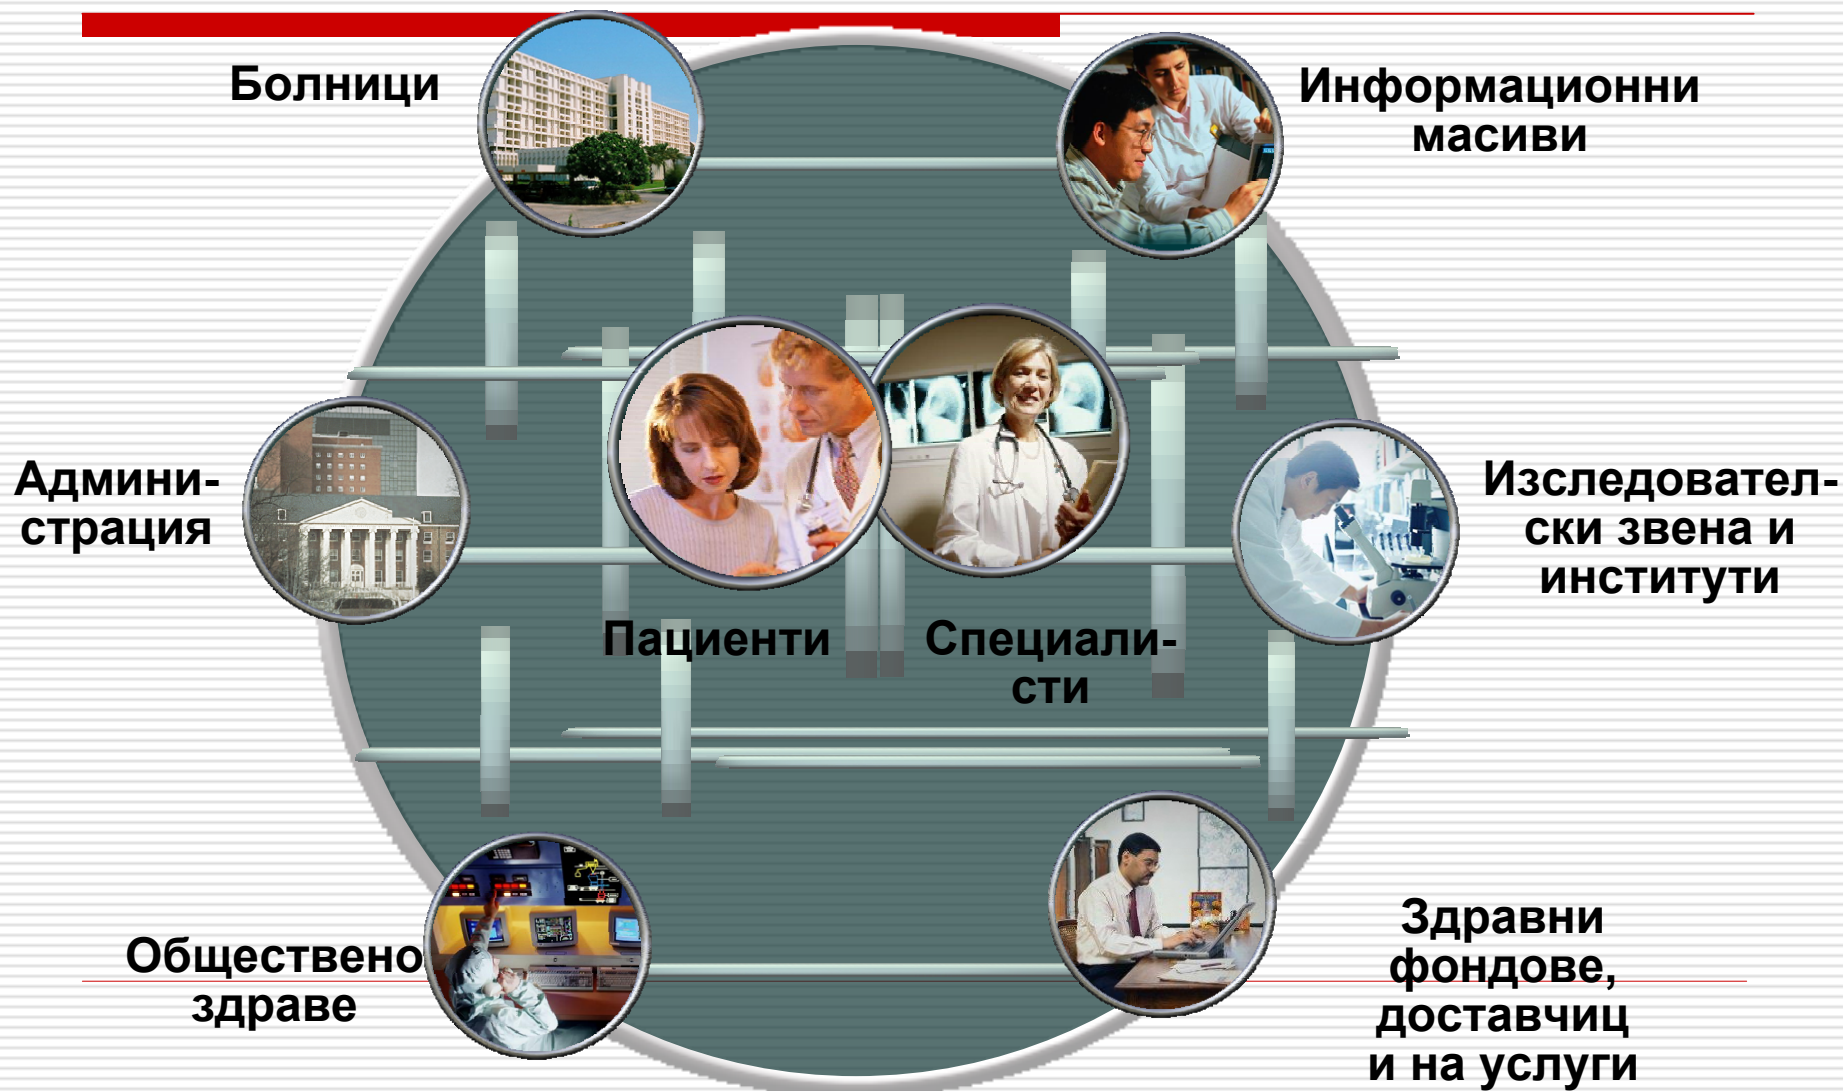 Болници
Информационни
масиви
Админи-
страция
Изследовател-
ски звена и
институти
Пациенти
Специали-
сти
Обществено
здраве
Здравни
фондове,
доставчиц
и на услуги